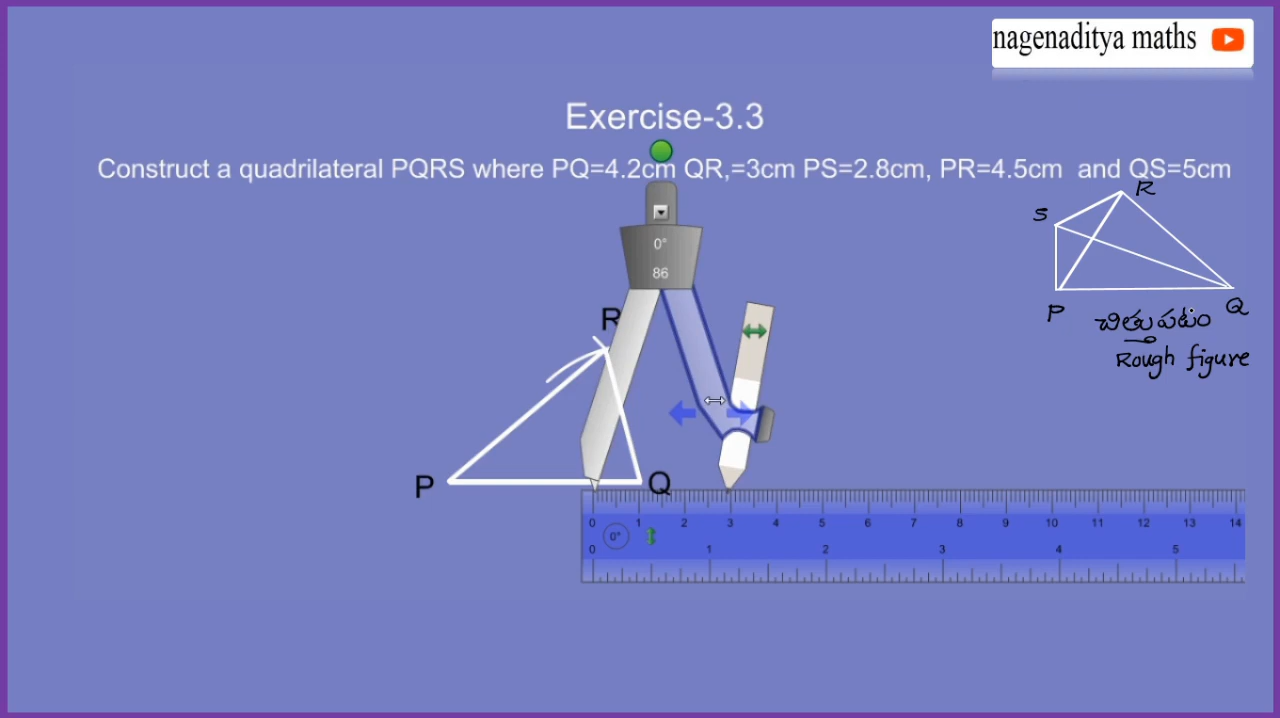 nagenaditya maths
Exercise-3.3
Construct a quadrilateral PQRS where PQ=4.2cm QR,=3cm PS=2.8cm, PR=4.5cm and QS=5cm
R
S
P
Q
చిత్తు పటం
Rough figure
0°
86
R
P
Q
0 1 2 3 4 5 6 7 8 9 10 11 12 13 14
0°
0 1 2 3 4 5